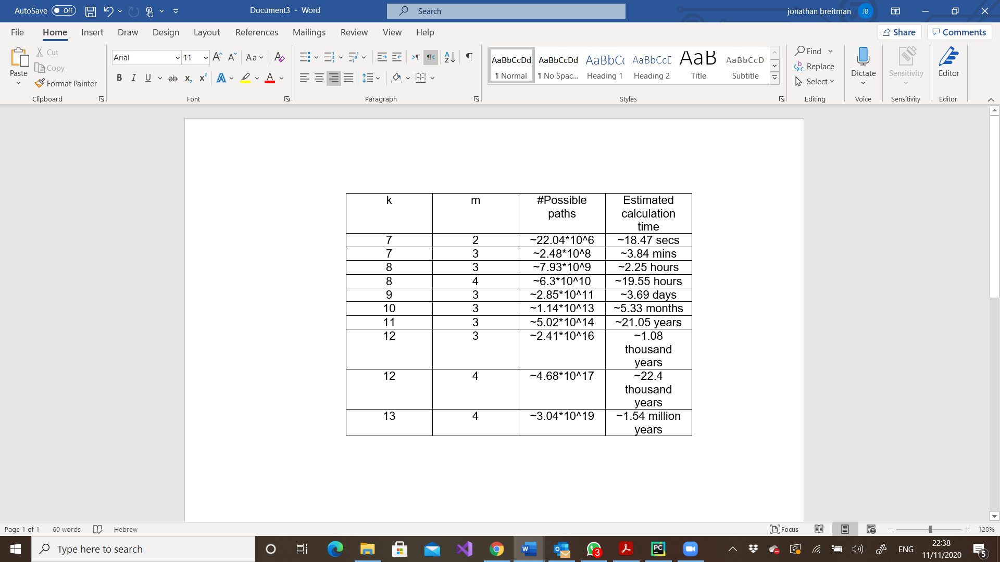 AutoSave Off Document3 - Word Search jonathan breitman JB
File Home Insert Draw Design Layout References Mailings Review View Help Share Comments
Paste Cut
Copy
Format Painter
Clipboard
Arial 11
Font
Paragraph
AaBbCcDd AaBbCcDd AaBbCc AaBbCcE AaB AaBbCcD
¶ Normal ¶ No Spac... Heading 1 Heading 2 Title Subtitle
Styles
Find
Replace
Select
Editing
Dictate
Voice
Sensitivity
Sensitivity
Editor
Editor
k m #Possible paths Estimated calculation time
7 2 ~22.04*10^6 ~18.47 secs
7 3 ~2.48*10^8 ~3.84 mins
8 3 ~7.93*10^9 ~2.25 hours
8 4 ~6.3*10^10 ~19.55 hours
9 3 ~2.85*10^11 ~3.69 days
10 3 ~1.14*10^13 ~5.33 months
11 3 ~5.02*10^14 ~21.05 years
12 3 ~2.41*10^16 ~1.08 thousand years
12 4 ~4.68*10^17 ~22.4 thousand years
13 4 ~3.04*10^19 ~1.54 million years
Page 1 of 1 60 words Hebrew Focus 120%
Type here to search 3 ENG 22:38
11/11/2020 5